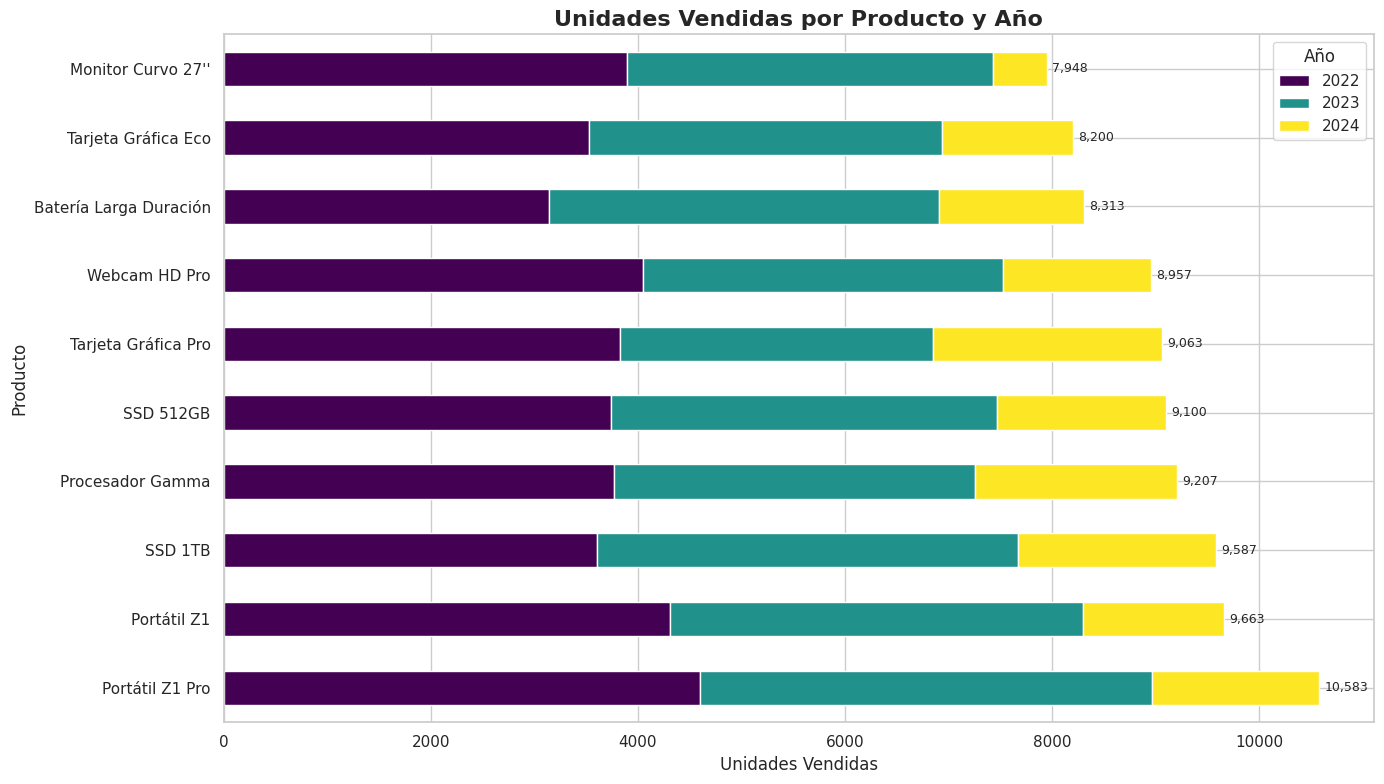 Unidades Vendidas por Producto y Año
Año
2022
2023
2024
Producto
Monitor Curvo 27''
7,948
Tarjeta Gráfica Eco
8,200
Batería Larga Duración
8,313
Webcam HD Pro
8,957
Tarjeta Gráfica Pro
9,063
SSD 512GB
9,100
Procesador Gamma
9,207
SSD 1TB
9,587
Portátil Z1
9,663
Portátil Z1 Pro
10,583
0 2000 4000 6000 8000 10000
Unidades Vendidas